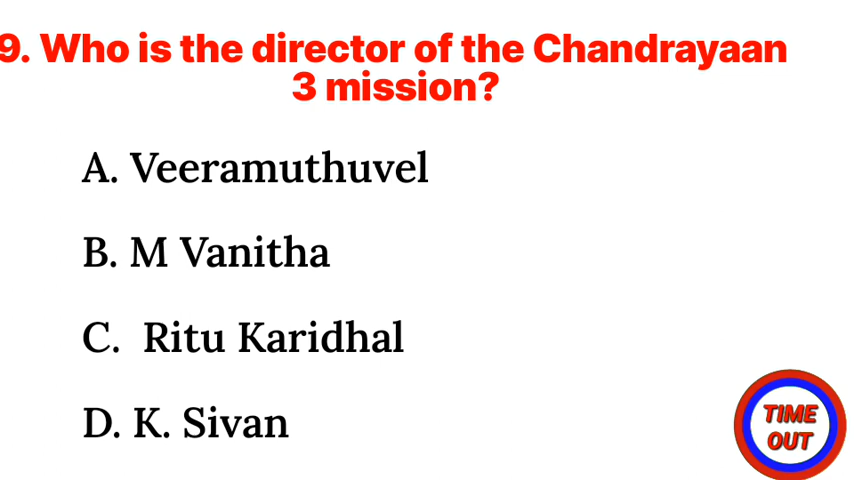 9. Who is the director of the Chandrayaan
3 mission?
A. Veeramuthuvel
B. M Vanitha
C. Ritu Karidhal
D. K. Sivan
TIME
OUT